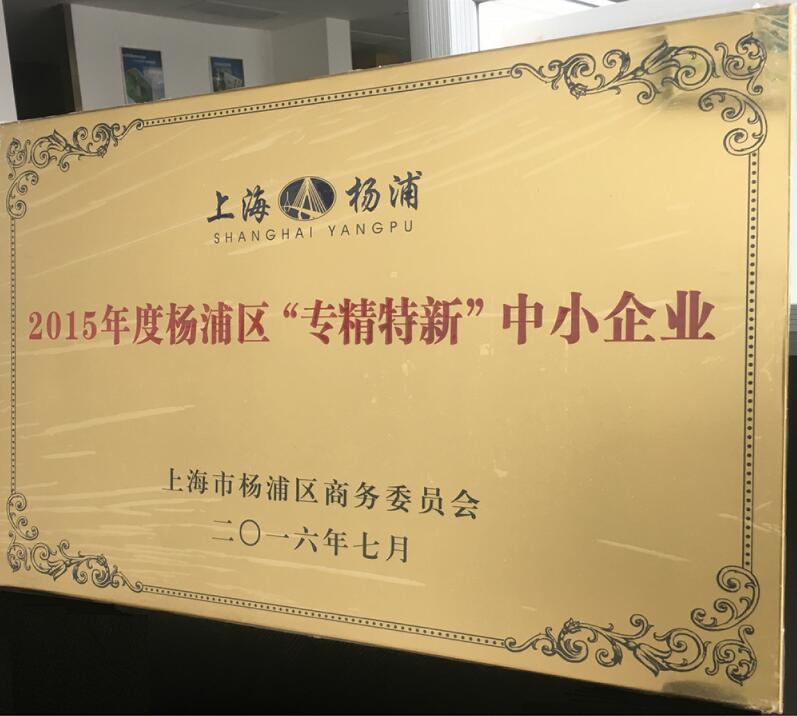 上海 杨浦
SHANGHAI YANGPU
2015年度杨浦区“专精特新”中小企业
上海市杨浦区商务委员会
二〇一六年七月